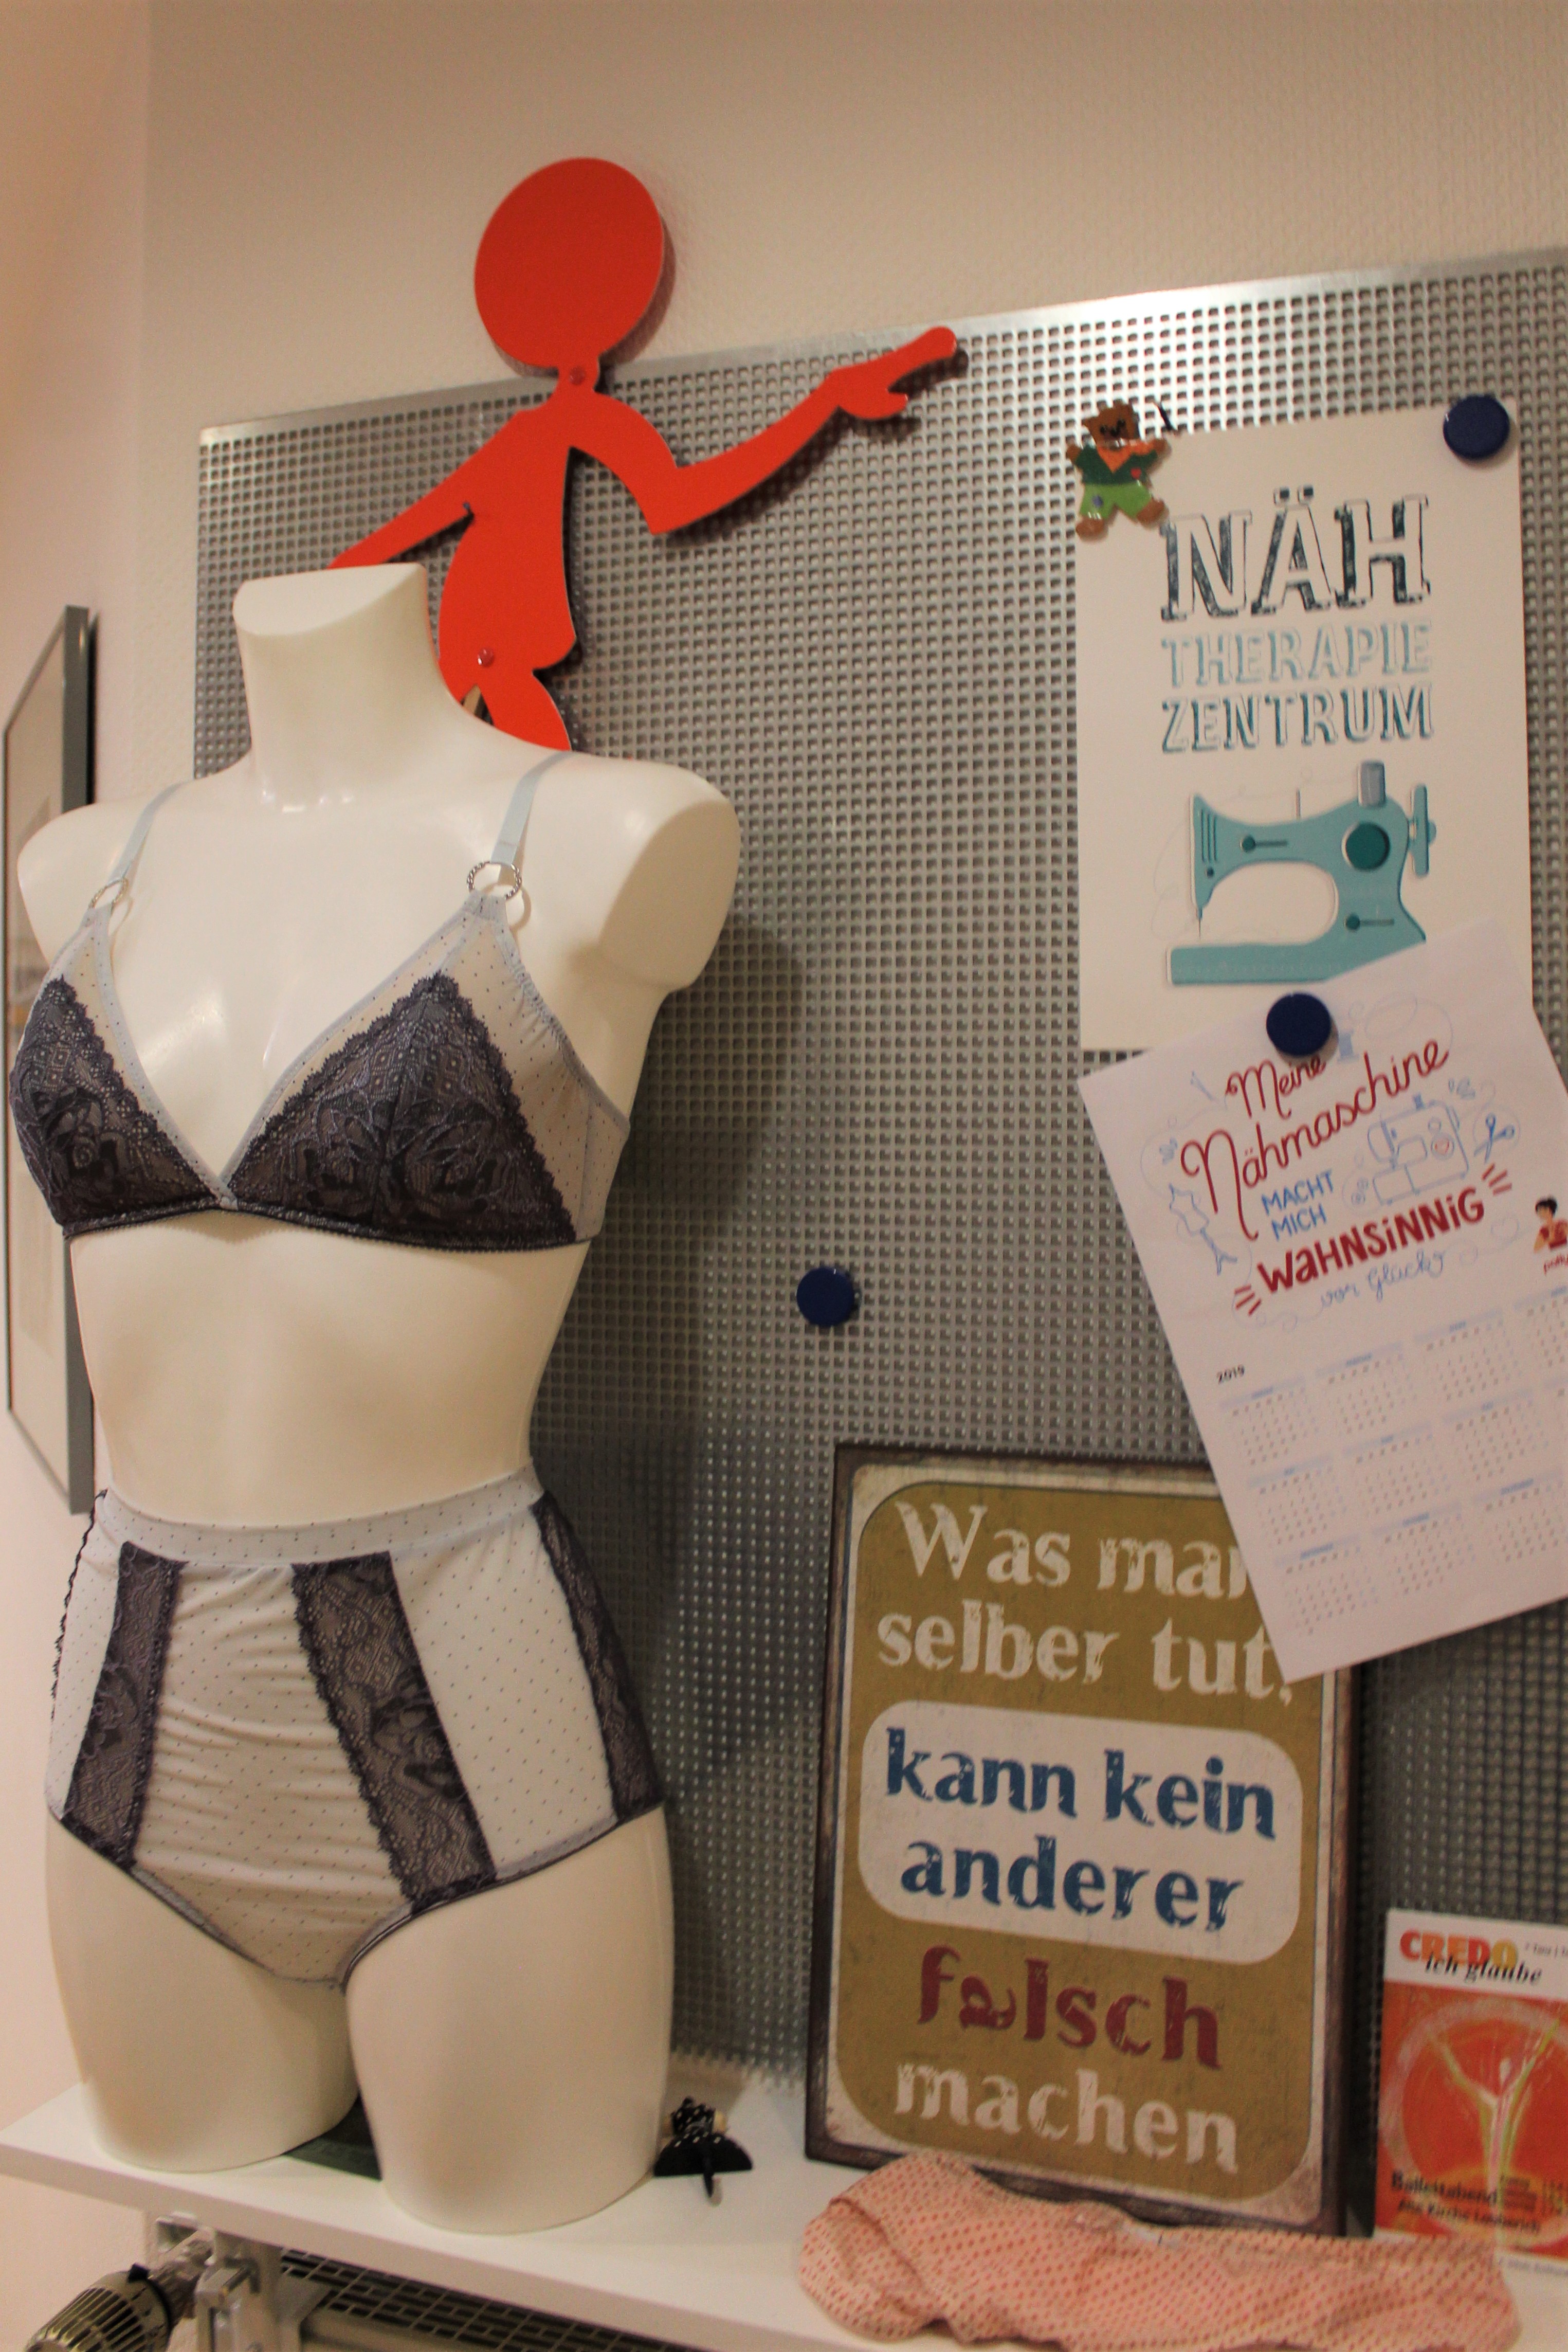 NÄH
THERAPIE
ZENTRUM
Meine
Nähmaschine
MACHT
MICH
WaHNSiNNiG
vor Glück
2019
Was man
selber tut,
kann kein
anderer
falsch
machen
CREDO
ich glaube
Ballettabend